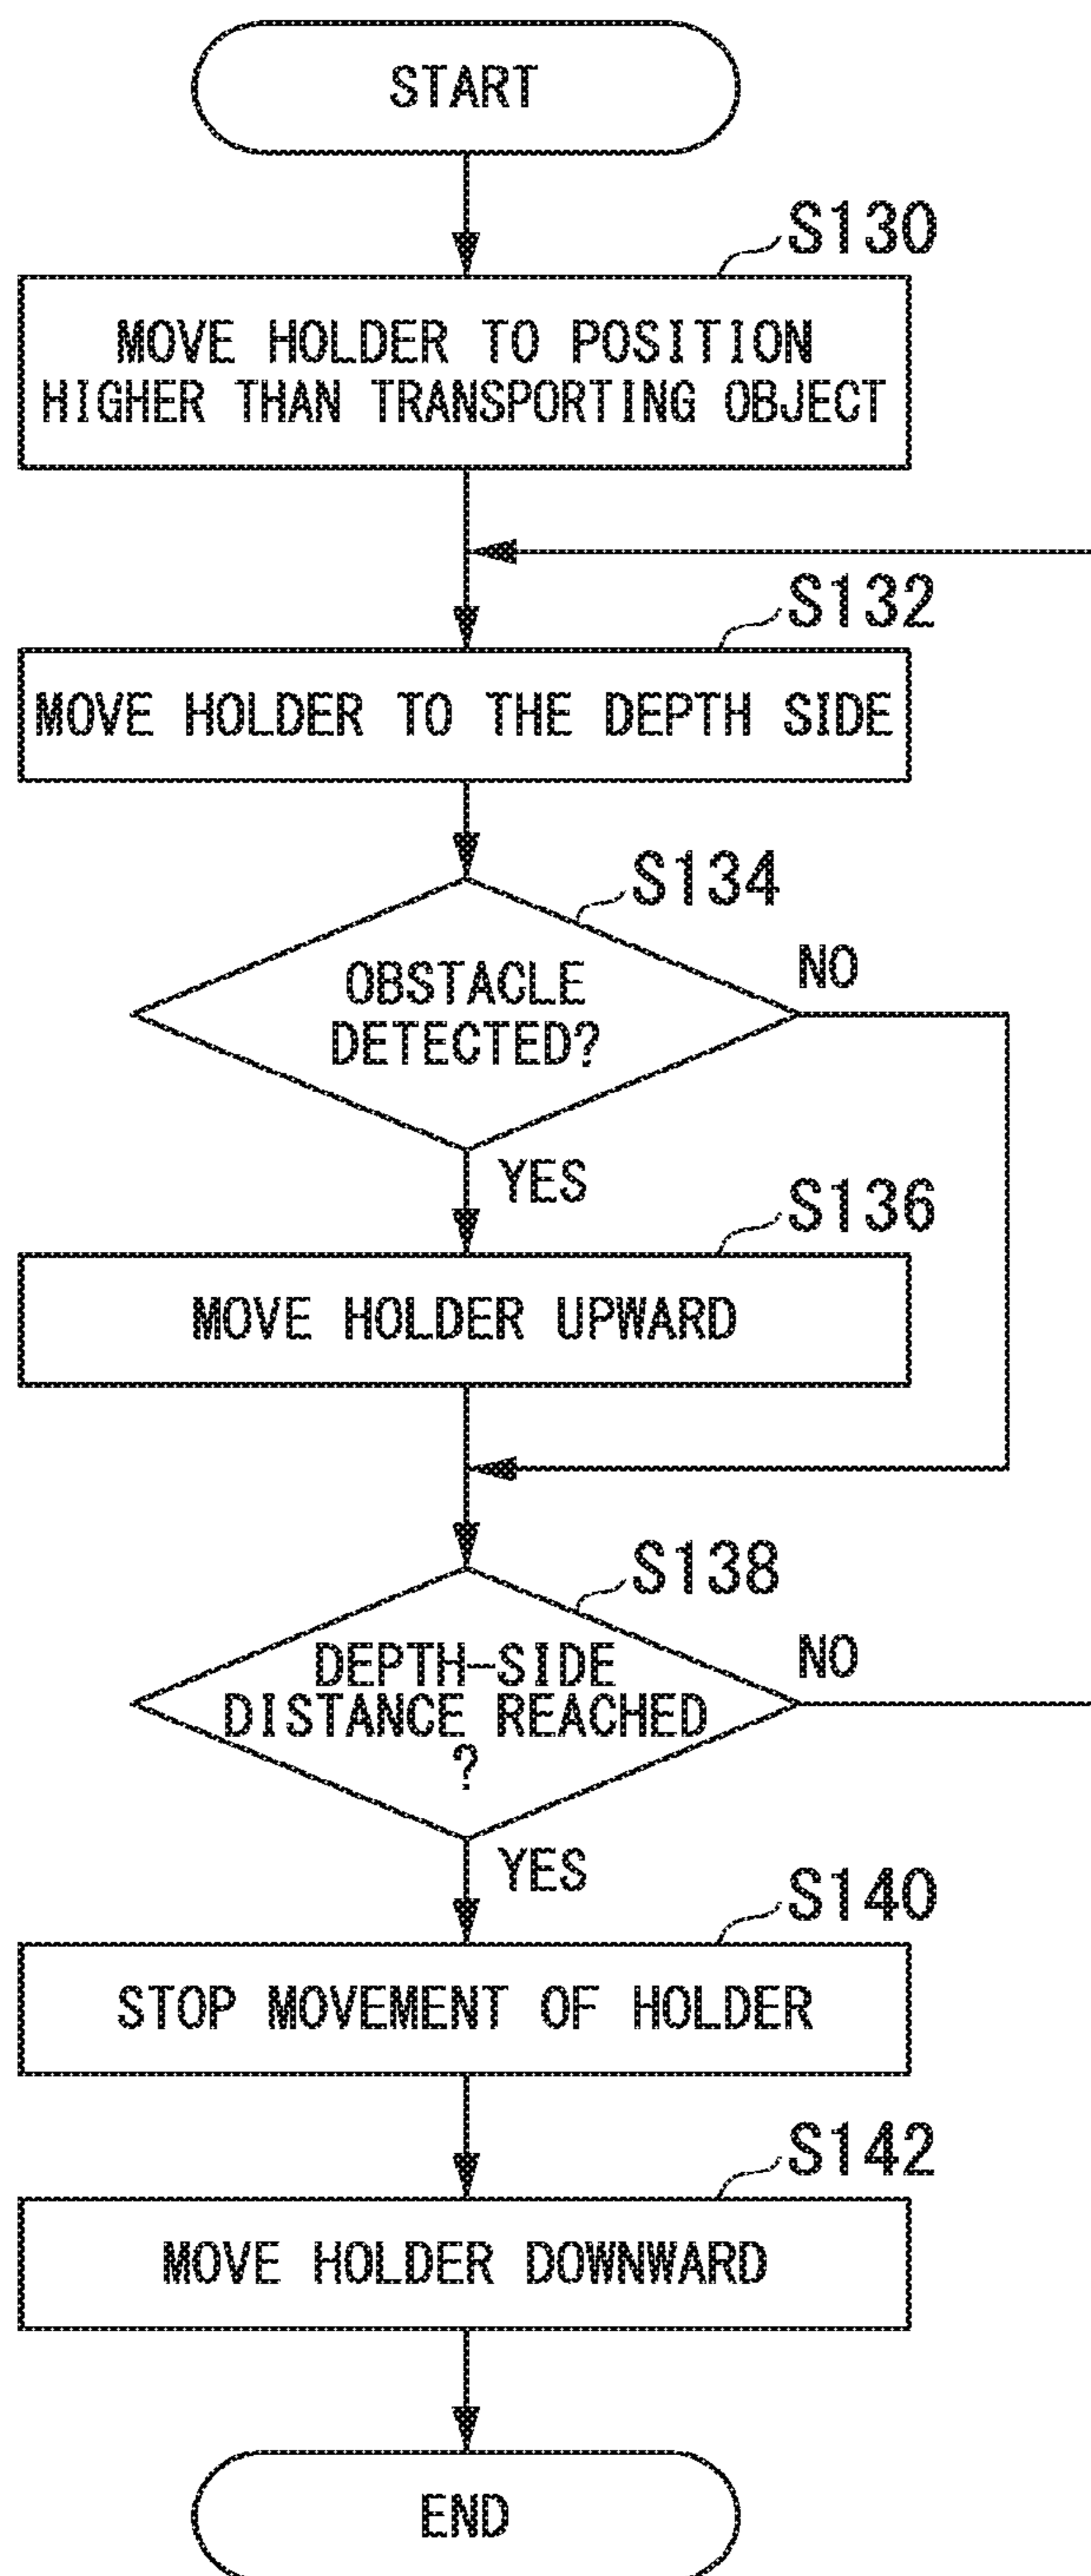 START
S130
MOVE HOLDER TO POSITION
HIGHER THAN TRANSPORTING OBJECT
S132
MOVE HOLDER TO THE DEPTH SIDE
S134
OBSTACLE
DETECTED?
NO
YES
S136
MOVE HOLDER UPWARD
S138
DEPTH-SIDE
DISTANCE REACHED
?
NO
YES
S140
STOP MOVEMENT OF HOLDER
S142
MOVE HOLDER DOWNWARD
END